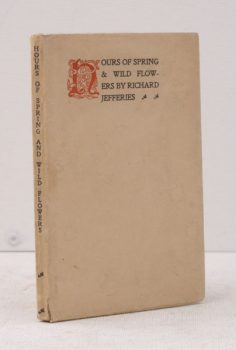 HOURS OF SPRING
& WILD FLOW-
ERS BY RICHARD
JEFFERIES
HOURS OF SPRING AND WILD FLOWERS